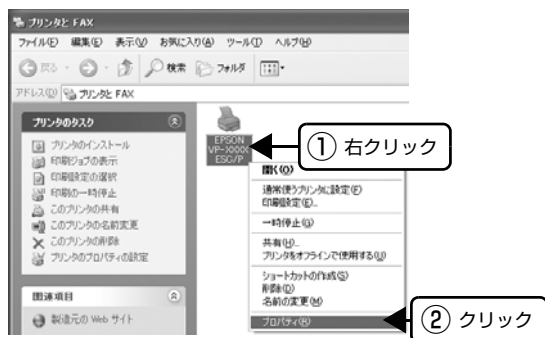 プリンタと FAX
ファイル(F) 編集(E) 表示(V) お気に入り(A) ツール(T) ヘルプ(H)
戻る 検索 フォルダ
アドレス(D) プリンタと FAX
プリンタのタスク
プリンタのインストール
印刷ジョブの表示
印刷設定の選択
印刷の一時停止
このプリンタの共有
このプリンタの名前変更
このプリンタの削除
プリンタのプロパティの設定
関連項目
製造元の Web サイト
EPSON
VP-XXXX
ESC/P
① 右クリック
開く(O)
通常使うプリンタに設定(F)
印刷設定(E)...
一時停止(G)
共有(H)...
プリンタをオフラインで使用する(U)
ショートカットの作成(S)
削除(D)
名前の変更(M)
プロパティ(R)
② クリック